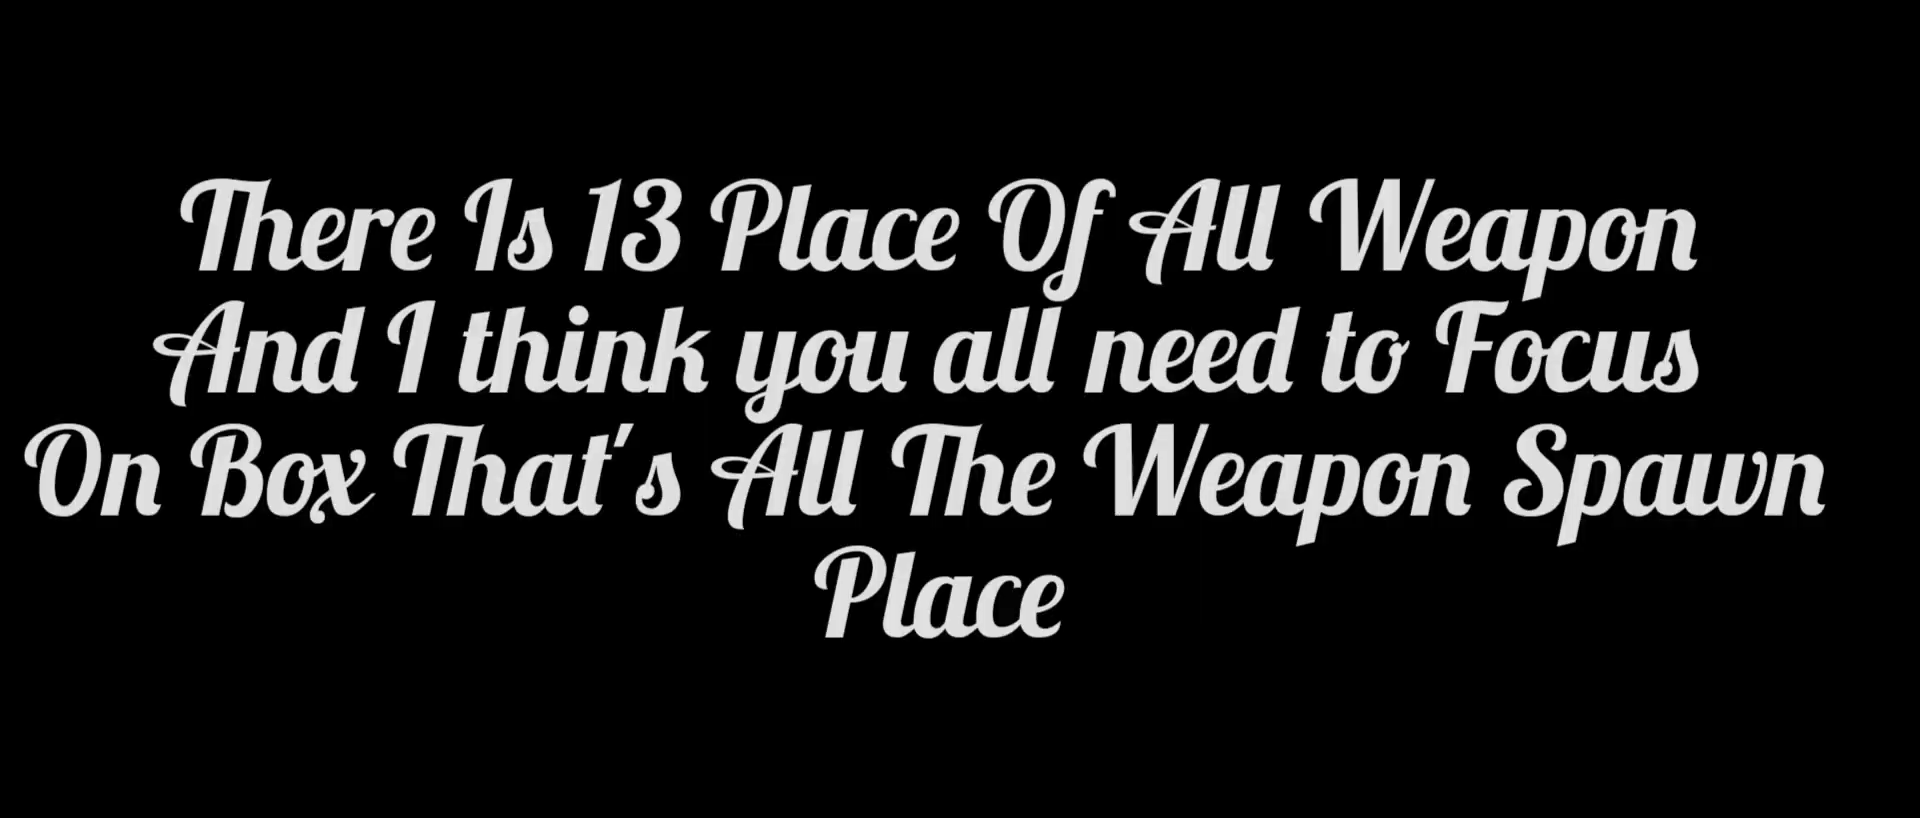 There Is 13 Place Of All Weapon
And I think you all need to Focus
On Box That's All The Weapon Spawn
Place